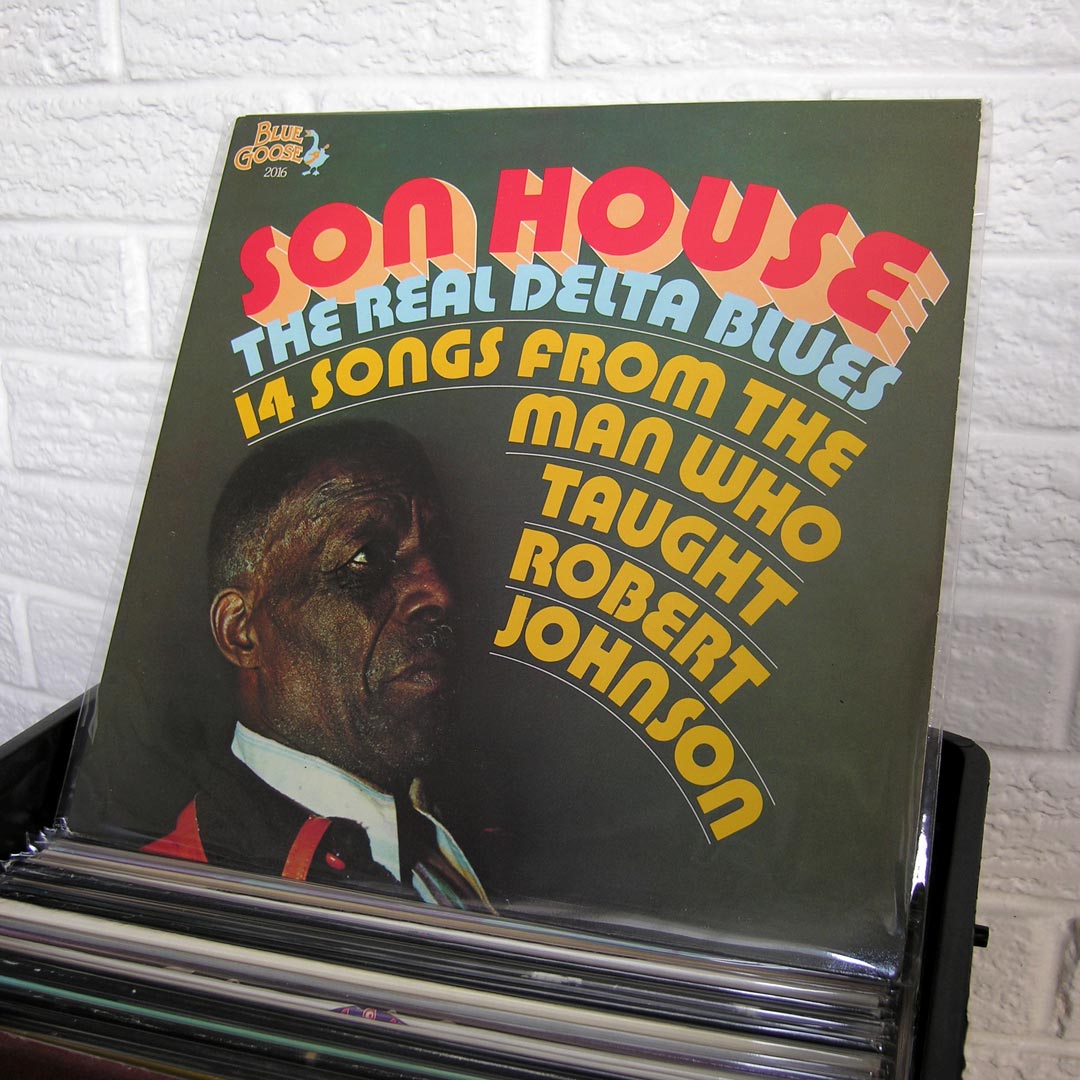 BLUE
GOOSE
2016
SON HOUSE
THE REAL DELTA BLUES
14 SONGS FROM THE
MAN WHO
TAUGHT
ROBERT
JOHNSON